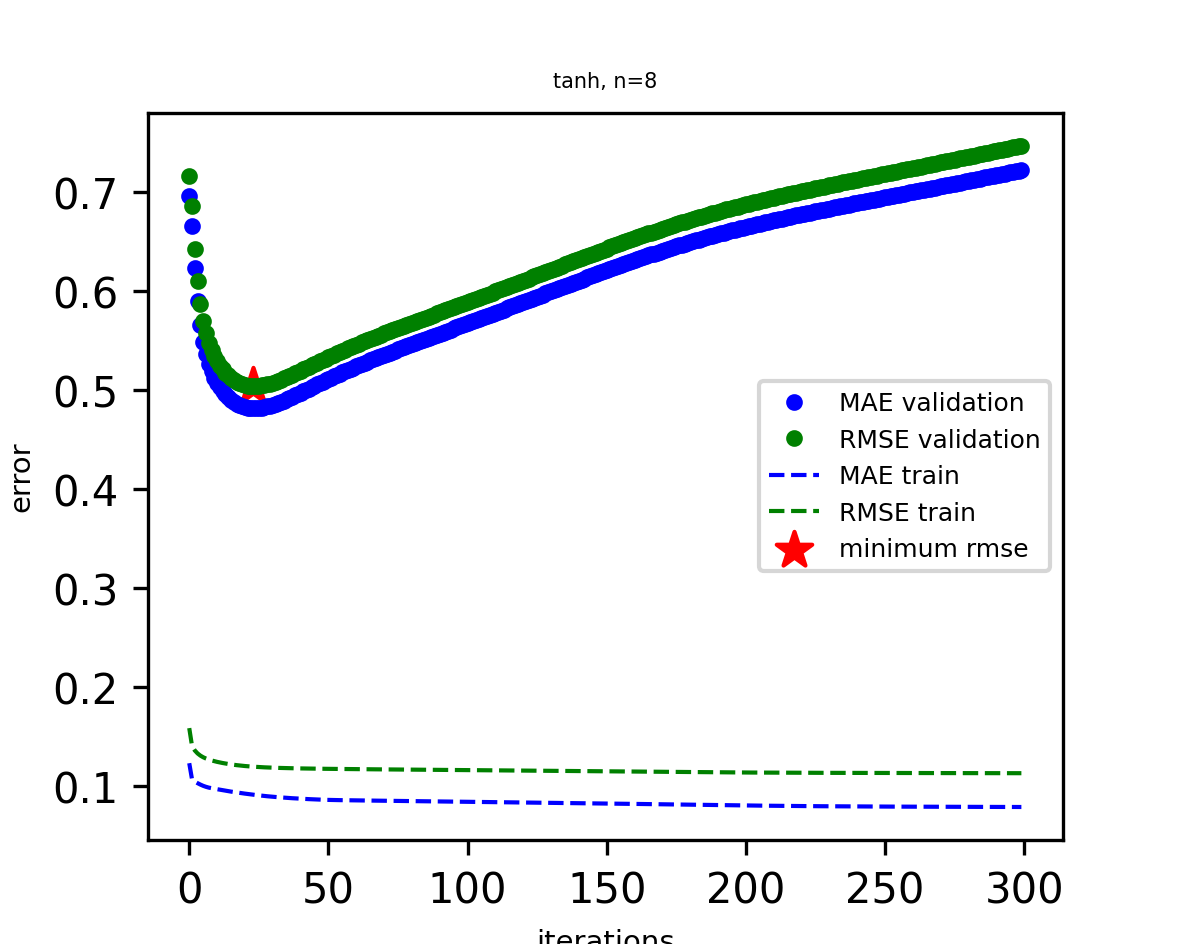 tanh, n=8
0.7
0.6
0.5
0.4
0.3
0.2
0.1
error
MAE validation
RMSE validation
MAE train
RMSE train
minimum rmse
0 50 100 150 200 250 300
iterations